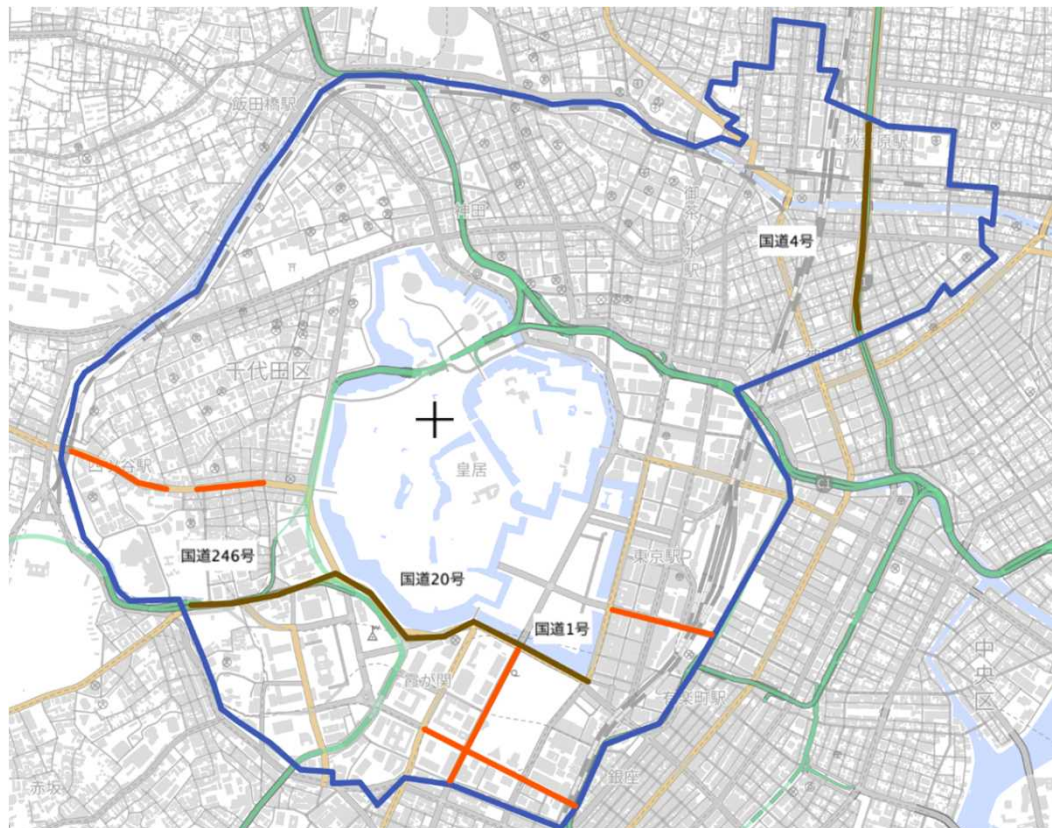 飯田橋駅
秋葉原駅
御茶ノ水駅
国道4号
千代田区
四ツ谷駅
皇居
東京駅
国道246号
国道20号
国道1号
霞が関
有楽町駅
中央区
赤坂
銀座